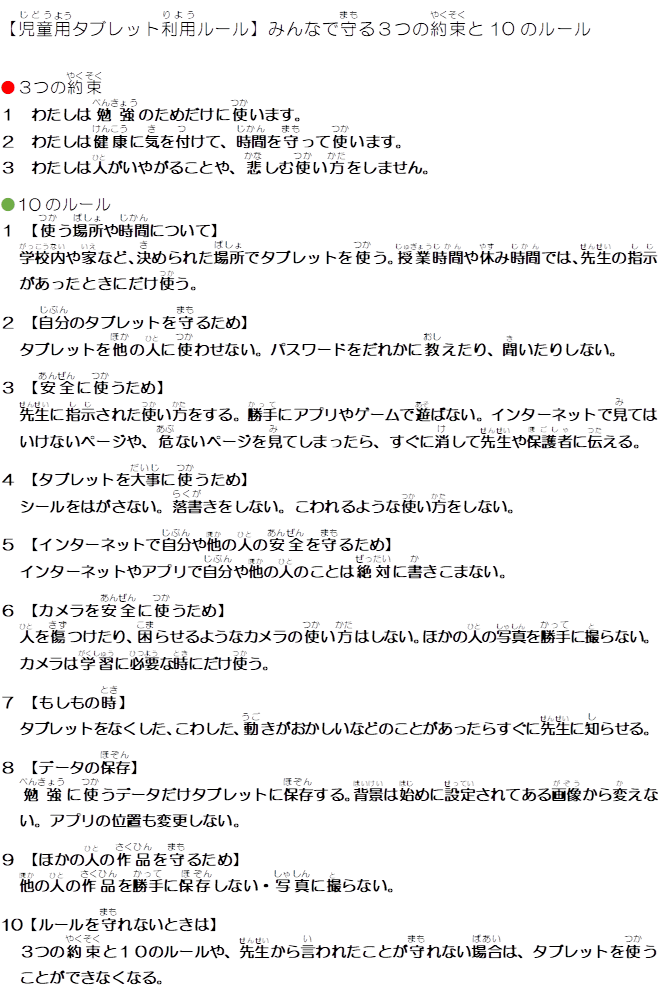 【児童用タブレット利用ルール】みんなで守る３つの約束と10のルール
●３つの約束
１　わたしは勉強のためだけに使います。
２　わたしは健康に気を付けて、時間を守って使います。
３　わたしは人がいやがることや、悲しむ使い方をしません。
●10のルール
１　【使う場所や時間について】
学校内や家など、決められた場所でタブレットを使う。授業時間や休み時間では、先生の指示
があったときにだけ使う。
２　【自分のタブレットを守るため】
タブレットを他の人に使わせない。パスワードをだれかに教えたり、聞いたりしない。
３　【安全に使うため】
先生に指示された使い方をする。勝手にアプリやゲームで遊ばない。インターネットで見ては
いけないページや、危ないページを見てしまったら、すぐに消して先生や保護者に伝える。
４　【タブレットを大事に使うため】
シールをはがさない。落書きをしない。こわれるような使い方をしない。
５　【インターネットで自分や他の人の安全を守るため】
インターネットやアプリで自分や他の人のことは絶対に書きこまない。
６　【カメラを安全に使うため】
人を傷つけたり、困らせるようなカメラの使い方はしない。ほかの人の写真を勝手に撮らない。
カメラは学習に必要な時にだけ使う。
７　【もしもの時】
タブレットをなくした、こわした、動きがおかしいなどのことがあったらすぐに先生に知らせる。
８　【データの保存】
勉強に使うデータだけタブレットに保存する。背景は始めに設定されてある画像から変えな
い。アプリの位置も変更しない。
９　【ほかの人の作品を守るため】
他の人の作品を勝手に保存しない・写真に撮らない。
10【ルールを守れないときは】
３つの約束と１０のルールや、先生から言われたことが守れない場合は、タブレットを使う
ことができなくなる。